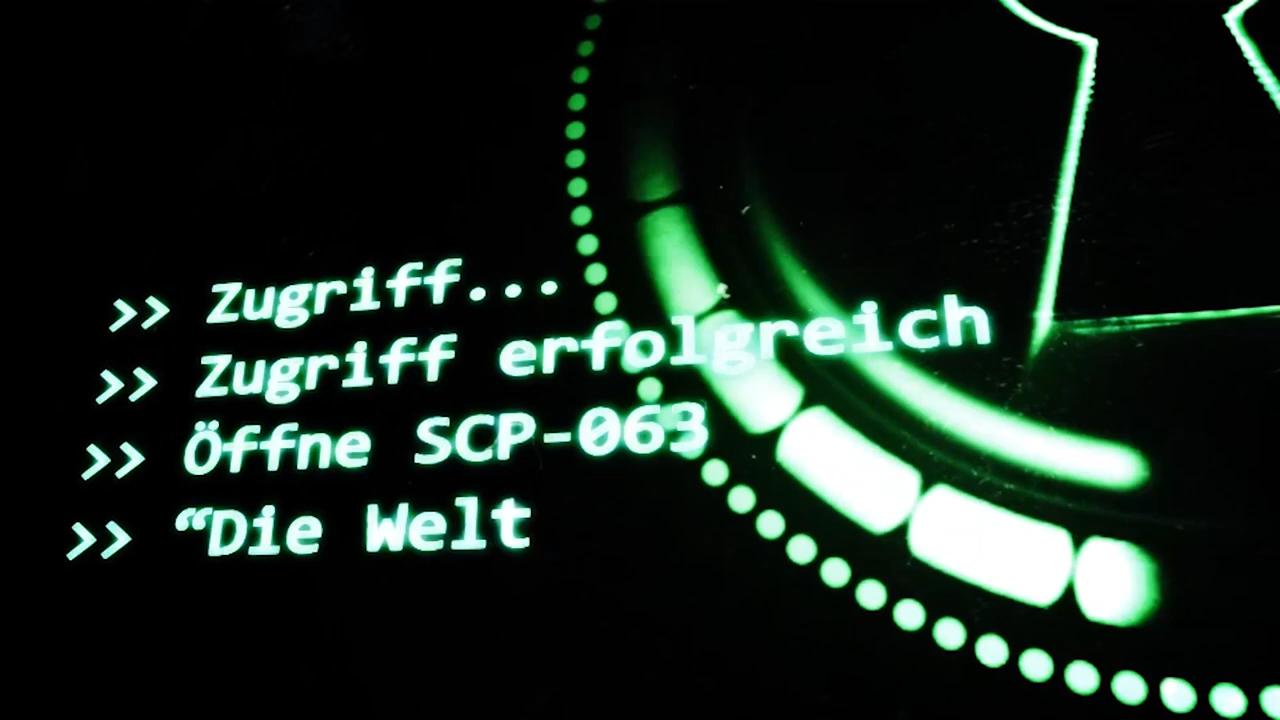 >> Zugriff...
>> Zugriff erfolgreich
>> Öffne SCP-063
>> “Die Welt